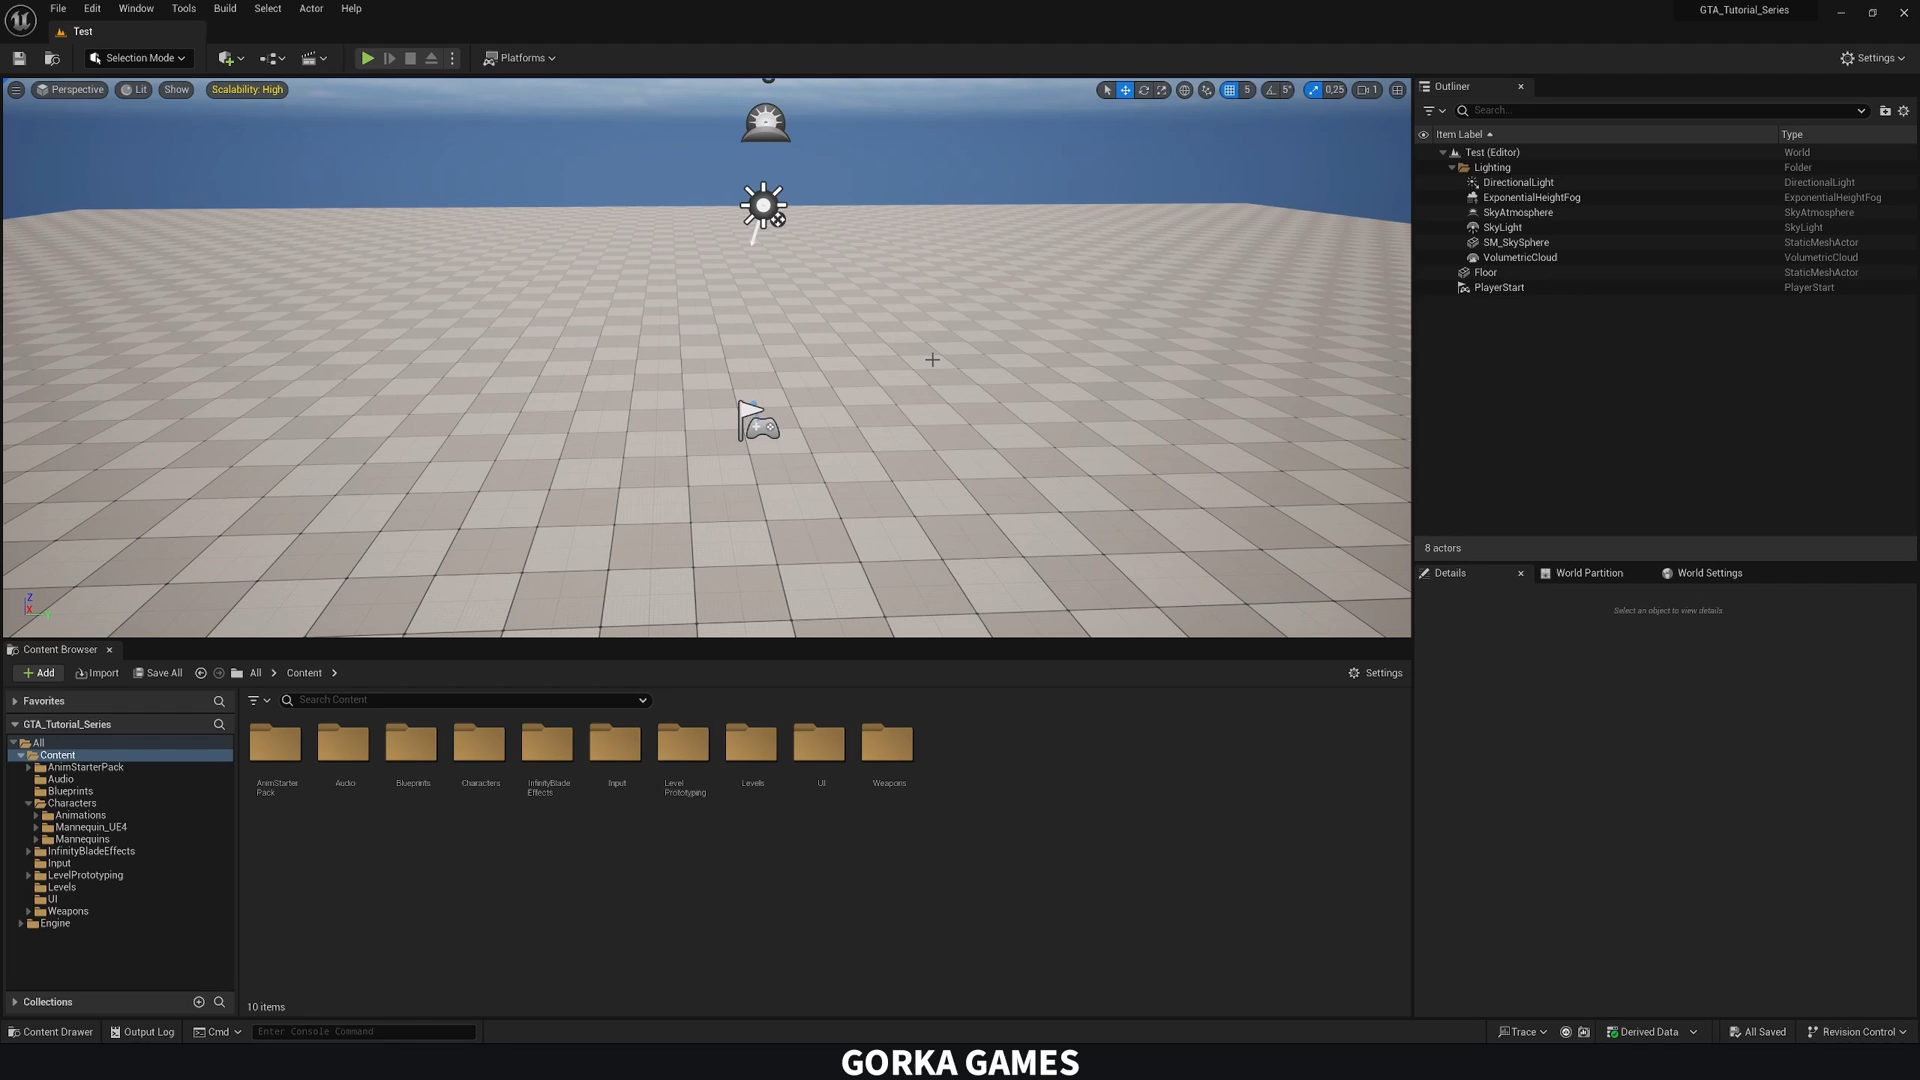 File Edit Window Tools Build Select Actor Help
GTA_Tutorial_Series
Test
Selection Mode
Platforms
Settings
Perspective
Lit
Show
Scalability: High
5
5°
0,25
1
Outliner
Search...
Item Label
Type
Test (Editor)
World
Lighting
Folder
DirectionalLight
DirectionalLight
ExponentialHeightFog
ExponentialHeightFog
SkyAtmosphere
SkyAtmosphere
SkyLight
SkyLight
SM_SkySphere
StaticMeshActor
VolumetricCloud
VolumetricCloud
Floor
StaticMeshActor
PlayerStart
PlayerStart
8 actors
Details
World Partition
World Settings
Select an object to view details
Z
X
Y
Content Browser
Add
Import
Save All
All
Content
Settings
Favorites
Search Content
GTA_Tutorial_Series
All
Content
AnimStarterPack
Audio
Blueprints
Characters
Animations
Mannequin_UE4
Mannequins
InfinityBladeEffects
Input
LevelPrototyping
Levels
UI
Weapons
Engine
AnimStarter
Pack
Audio
Blueprints
Characters
InfinityBlade
Effects
Input
Level
Prototyping
Levels
UI
Weapons
Collections
10 items
Content Drawer
Output Log
Cmd
Enter Console Command
Trace
Derived Data
All Saved
Revision Control
GORKA GAMES